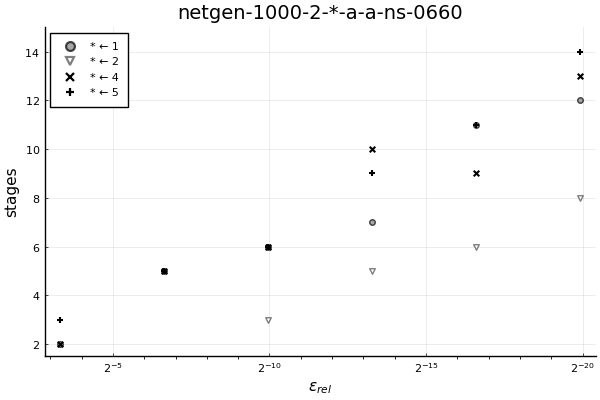 netgen-1000-2-*-a-a-ns-0660
* ← 1
* ← 2
* ← 4
* ← 5
14
12
10
8
6
4
2
stages
2⁻⁵ 2⁻¹⁰ 2⁻¹⁵ 2⁻²⁰
ε_rel